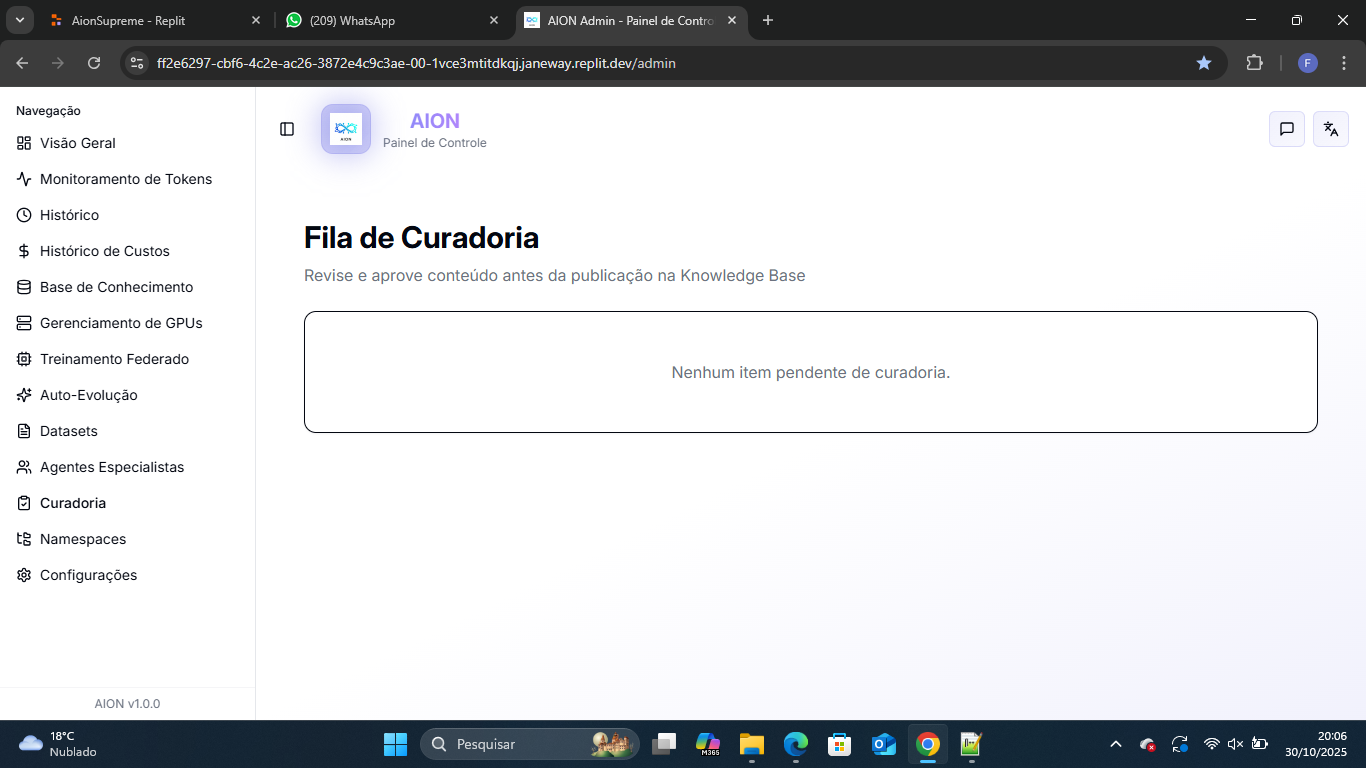 AionSupreme - Replit
(209) WhatsApp
AION Admin - Painel de Contro
ff2e6297-cbf6-4c2e-ac26-3872e4c9c3ae-00-1vce3mtitdkqj.janeway.replit.dev/admin
F
Navegação
Visão Geral
Monitoramento de Tokens
Histórico
Histórico de Custos
Base de Conhecimento
Gerenciamento de GPUs
Treinamento Federado
Auto-Evolução
Datasets
Agentes Especialistas
Curadoria
Namespaces
Configurações
AION v1.0.0
AION
AION
Painel de Controle
Fila de Curadoria
Revise e aprove conteúdo antes da publicação na Knowledge Base
Nenhum item pendente de curadoria.
18°C
Nublado
Pesquisar
M365
20:06
30/10/2025